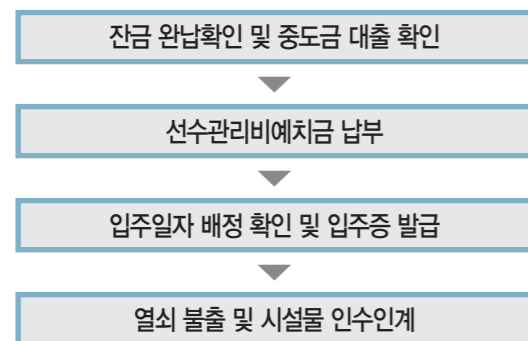 잔금 완납확인 및 중도금 대출 확인
선수관리비예치금 납부
입주일자 배정 확인 및 입주증 발급
열쇠 불출 및 시설물 인수인계